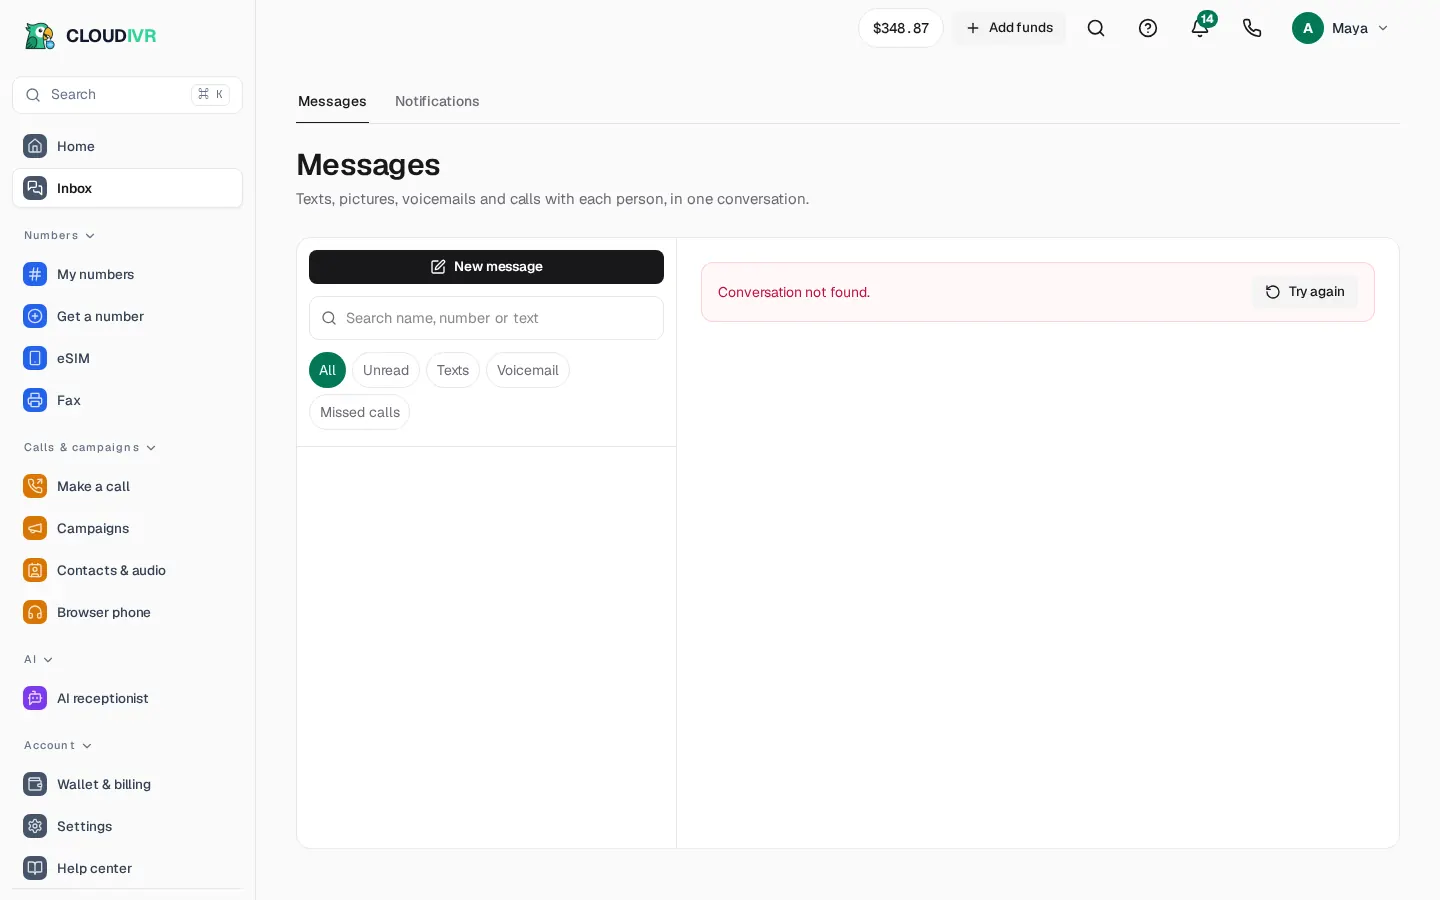 CLOUDIVR
$348.87
Add funds
14
A
Maya
Search
⌘ K
Home
Inbox
Numbers
My numbers
Get a number
eSIM
Fax
Calls & campaigns
Make a call
Campaigns
Contacts & audio
Browser phone
AI
AI receptionist
Account
Wallet & billing
Settings
Help center
Messages
Notifications
Messages
Texts, pictures, voicemails and calls with each person, in one conversation.
New message
Search name, number or text
All
Unread
Texts
Voicemail
Missed calls
Conversation not found.
Try again